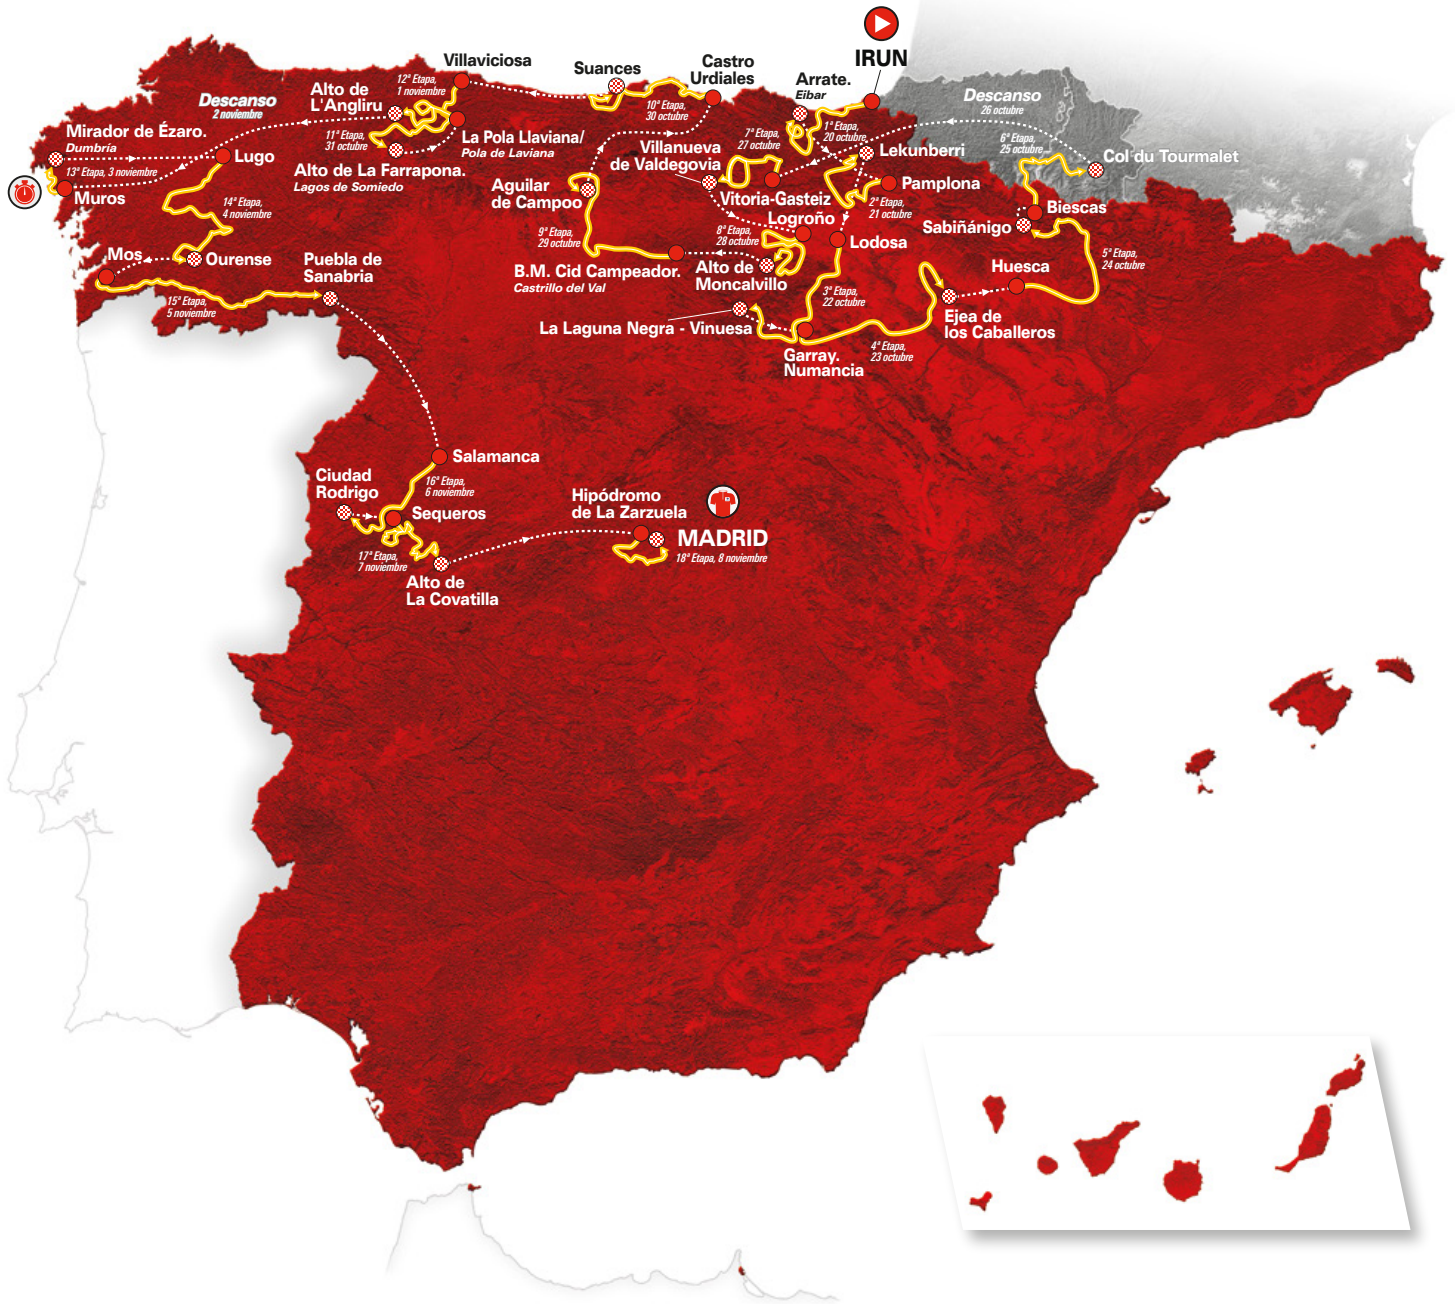 IRUN
Villaviciosa
Suances
Castro
Urdiales
Arrate.
Eibar
Alto de
L'Angliru
12ª Etapa,
1 noviembre
Descanso
2 noviembre
10ª Etapa,
30 octubre
Descanso
26 octubre
Mirador de Ézaro.
Dumbría
11ª Etapa,
31 octubre
La Pola Llaviana/
Pola de Laviana
7ª Etapa,
27 octubre
1ª Etapa,
20 octubre
6ª Etapa,
25 octubre
Villanueva
de Valdegovia
Lekunberri
Col du Tourmalet
Lugo
13ª Etapa, 3 noviembre
Alto de La Farrapona.
Lagos de Somiedo
Muros
Aguilar
de Campoo
Vitoria-Gasteiz
Pamplona
14ª Etapa,
4 noviembre
2ª Etapa,
21 octubre
Logroño
Biescas
Sabiñánigo
9ª Etapa,
29 octubre
8ª Etapa,
28 octubre
Lodosa
5ª Etapa,
24 octubre
Mos
Ourense
Puebla de
Sanabria
B.M. Cid Campeador.
Castrillo del Val
Alto de
Moncalvillo
Huesca
15ª Etapa,
5 noviembre
3ª Etapa,
22 octubre
La Laguna Negra - Vinuesa
Ejea de
los Caballeros
4ª Etapa,
23 octubre
Garray.
Numancia
Salamanca
Ciudad
Rodrigo
16ª Etapa,
6 noviembre
Sequeros
Hipódromo
de La Zarzuela
MADRID
18ª Etapa, 8 noviembre
17ª Etapa,
7 noviembre
Alto de
La Covatilla